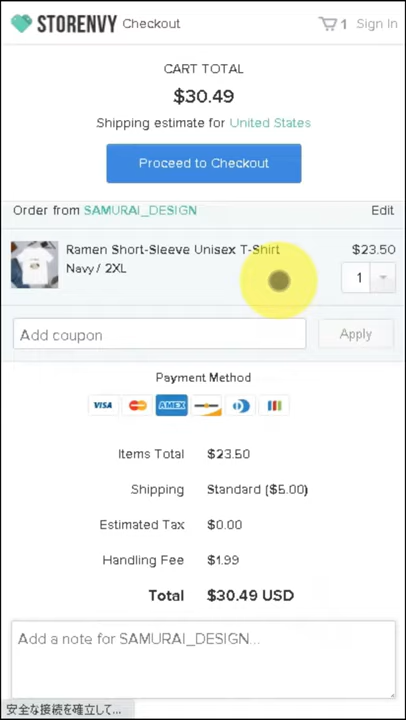 STORENVY Checkout 1 Sign In
CART TOTAL
$30.49
Shipping estimate for United States
Proceed to Checkout
Order from SAMURAI_DESIGN Edit
Ramen Short-Sleeve Unisex T-Shirt $23.50
Navy / 2XL 1
Add coupon Apply
Payment Method
VISA AMEX
Items Total $23.50
Shipping Standard ($5.00)
Estimated Tax $0.00
Handling Fee $1.99
Total $30.49 USD
Add a note for SAMURAI_DESIGN...
安全な接続を確立して...